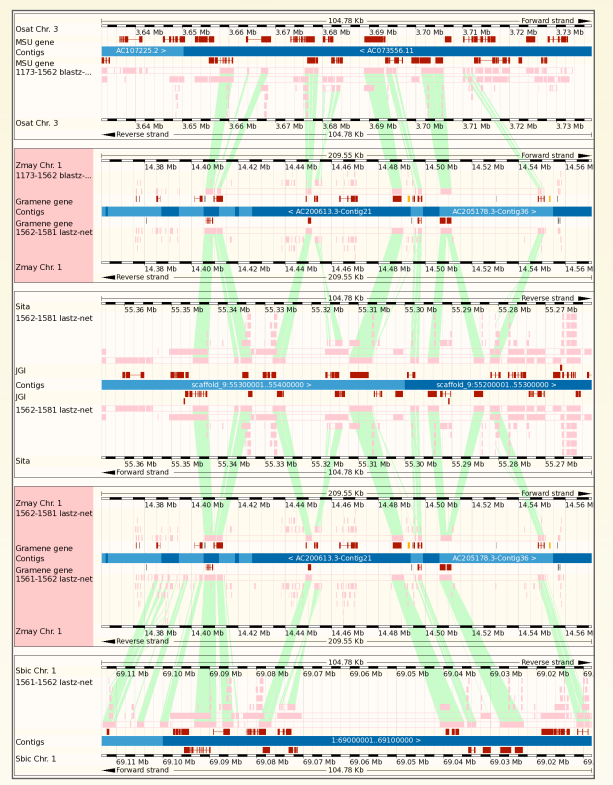 104.78 Kb Forward strand
Osat Chr. 3
3.64 Mb 3.65 Mb 3.66 Mb 3.67 Mb 3.68 Mb 3.69 Mb 3.70 Mb 3.71 Mb 3.72 Mb 3.73 Mb
MSU gene
Contigs AC107225.2 > < AC073556.11
MSU gene
1173-1562 blastz-...
Osat Chr. 3
3.64 Mb 3.65 Mb 3.66 Mb 3.67 Mb 3.68 Mb 3.69 Mb 3.70 Mb 3.71 Mb 3.72 Mb 3.73 Mb
Reverse strand 104.78 Kb
209.55 Kb Forward strand
Zmay Chr. 1
14.38 Mb 14.40 Mb 14.42 Mb 14.44 Mb 14.46 Mb 14.48 Mb 14.50 Mb 14.52 Mb 14.54 Mb 14.56 M
1173-1562 blastz-...
Gramene gene
Contigs < AC200613.3-Contig21 AC205178.3-Contig36 >
Gramene gene
1562-1581 lastz-net
Zmay Chr. 1
14.38 Mb 14.40 Mb 14.42 Mb 14.44 Mb 14.46 Mb 14.48 Mb 14.50 Mb 14.52 Mb 14.54 Mb 14.56 M
Reverse strand 209.55 Kb
104.78 Kb Reverse strand
Sita
55.36 Mb 55.35 Mb 55.34 Mb 55.33 Mb 55.32 Mb 55.31 Mb 55.30 Mb 55.29 Mb 55.28 Mb 55.27 Mb
1562-1581 lastz-net
JGI
Contigs scaffold_9:55300001..55400000 > scaffold_9:55200001..55300000 >
JGI
1562-1581 lastz-net
Sita
55.36 Mb 55.35 Mb 55.34 Mb 55.33 Mb 55.32 Mb 55.31 Mb 55.30 Mb 55.29 Mb 55.28 Mb 55.27 Mb
Forward strand 104.78 Kb
209.55 Kb Forward strand
Zmay Chr. 1
14.38 Mb 14.40 Mb 14.42 Mb 14.44 Mb 14.46 Mb 14.48 Mb 14.50 Mb 14.52 Mb 14.54 Mb 14.56 M
1562-1581 lastz-net
Gramene gene
Contigs < AC200613.3-Contig21 AC205178.3-Contig36 >
Gramene gene
1561-1562 lastz-net
Zmay Chr. 1
14.38 Mb 14.40 Mb 14.42 Mb 14.44 Mb 14.46 Mb 14.48 Mb 14.50 Mb 14.52 Mb 14.54 Mb 14.56 M
Reverse strand 209.55 Kb
104.78 Kb Reverse strand
Sbic Chr. 1
69.11 Mb 69.10 Mb 69.09 Mb 69.08 Mb 69.07 Mb 69.06 Mb 69.05 Mb 69.04 Mb 69.03 Mb 69.02 Mb 69.
1561-1562 lastz-net
Contigs 1:69000001..69100000 >
Sbic Chr. 1
69.11 Mb 69.10 Mb 69.09 Mb 69.08 Mb 69.07 Mb 69.06 Mb 69.05 Mb 69.04 Mb 69.03 Mb 69.02 Mb 69.
Forward strand 104.78 Kb